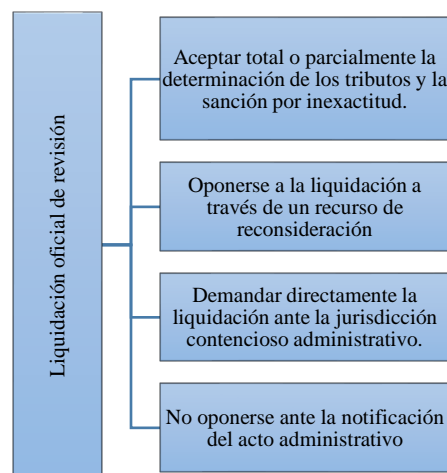 Liquidación oficial de revisión
Aceptar total o parcialmente la
determinación de los tributos y la
sanción por inexactitud.
Oponerse a la liquidación a
través de un recurso de
reconsideración
Demandar directamente la
liquidación ante la jurisdicción
contencioso administrativo.
No oponerse ante la notificación
del acto administrativo